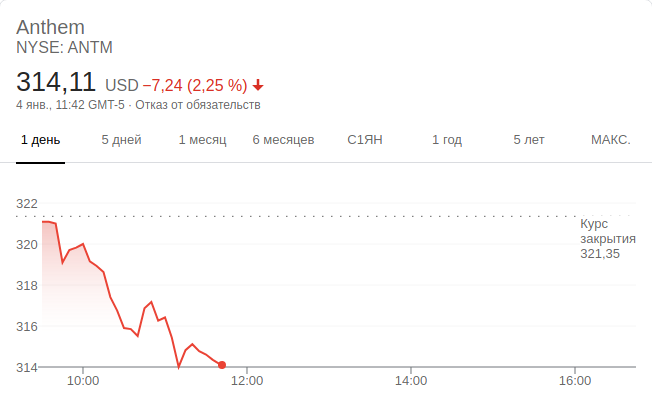 Anthem
NYSE: ANTM
314,11 USD −7,24 (2,25 %)
4 янв., 11:42 GMT-5 · Отказ от обязательств
1 день 5 дней 1 месяц 6 месяцев С1ЯН 1 год 5 лет МАКС.
322
Курс
закрытия
321,35
320
318
316
314
10:00 12:00 14:00 16:00